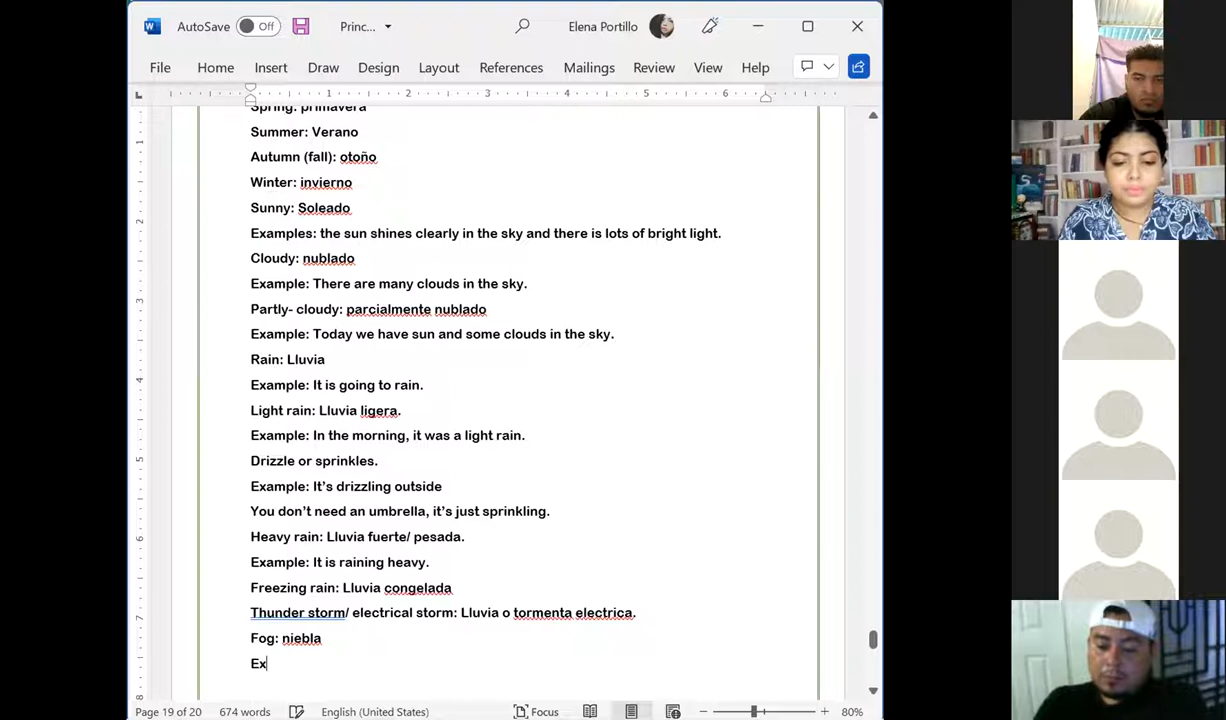 AutoSave Off Princ... Elena Portillo
File Home Insert Draw Design Layout References Mailings Review View Help
1 2 3 4 5 6
Spring: primavera
Summer: Verano
Autumn (fall): otoño
Winter: invierno
Sunny: Soleado
Examples: the sun shines clearly in the sky and there is lots of bright light.
Cloudy: nublado
Example: There are many clouds in the sky.
Partly- cloudy: parcialmente nublado
Example: Today we have sun and some clouds in the sky.
Rain: Lluvia
Example: It is going to rain.
Light rain: Lluvia ligera.
Example: In the morning, it was a light rain.
Drizzle or sprinkles.
Example: It’s drizzling outside
You don’t need an umbrella, it’s just sprinkling.
Heavy rain: Lluvia fuerte/ pesada.
Example: It is raining heavy.
Freezing rain: Lluvia congelada
Thunder storm/ electrical storm: Lluvia o tormenta electrica.
Fog: niebla
Ex
Page 19 of 20 674 words English (United States) Focus 80%